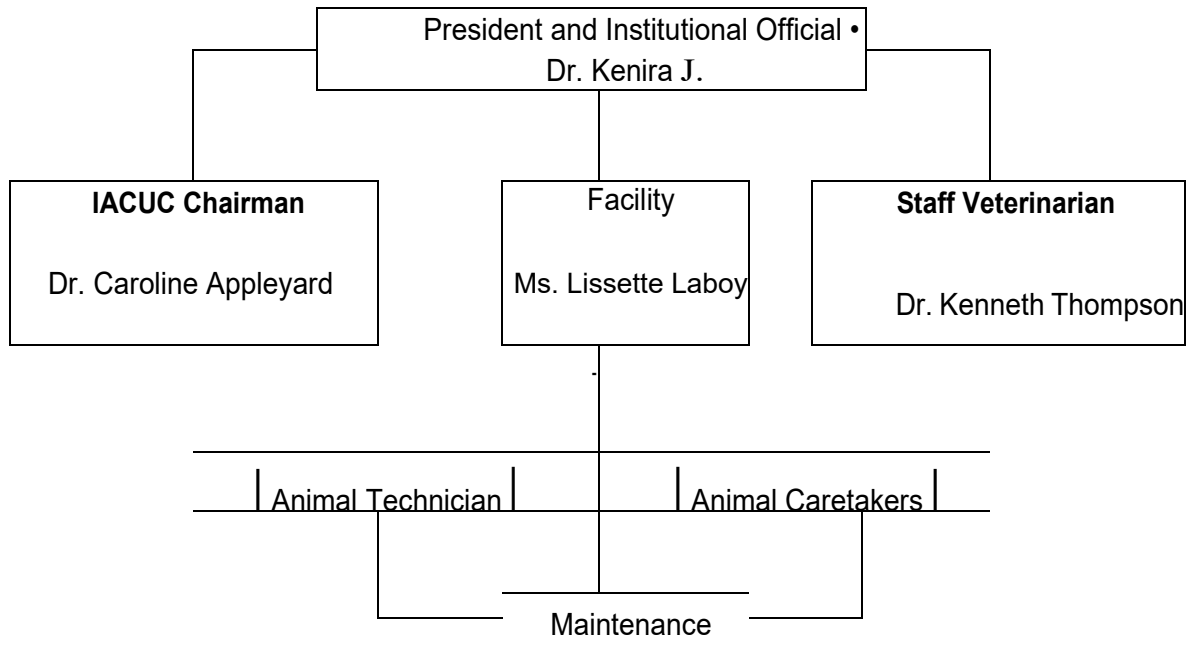 President and Institutional Official •
Dr. Kenira J.
IACUC Chairman
Dr. Caroline Appleyard
Facility
Ms. Lissette Laboy
Staff Veterinarian
Dr. Kenneth Thompson
Animal Technician
Animal Caretakers
Maintenance